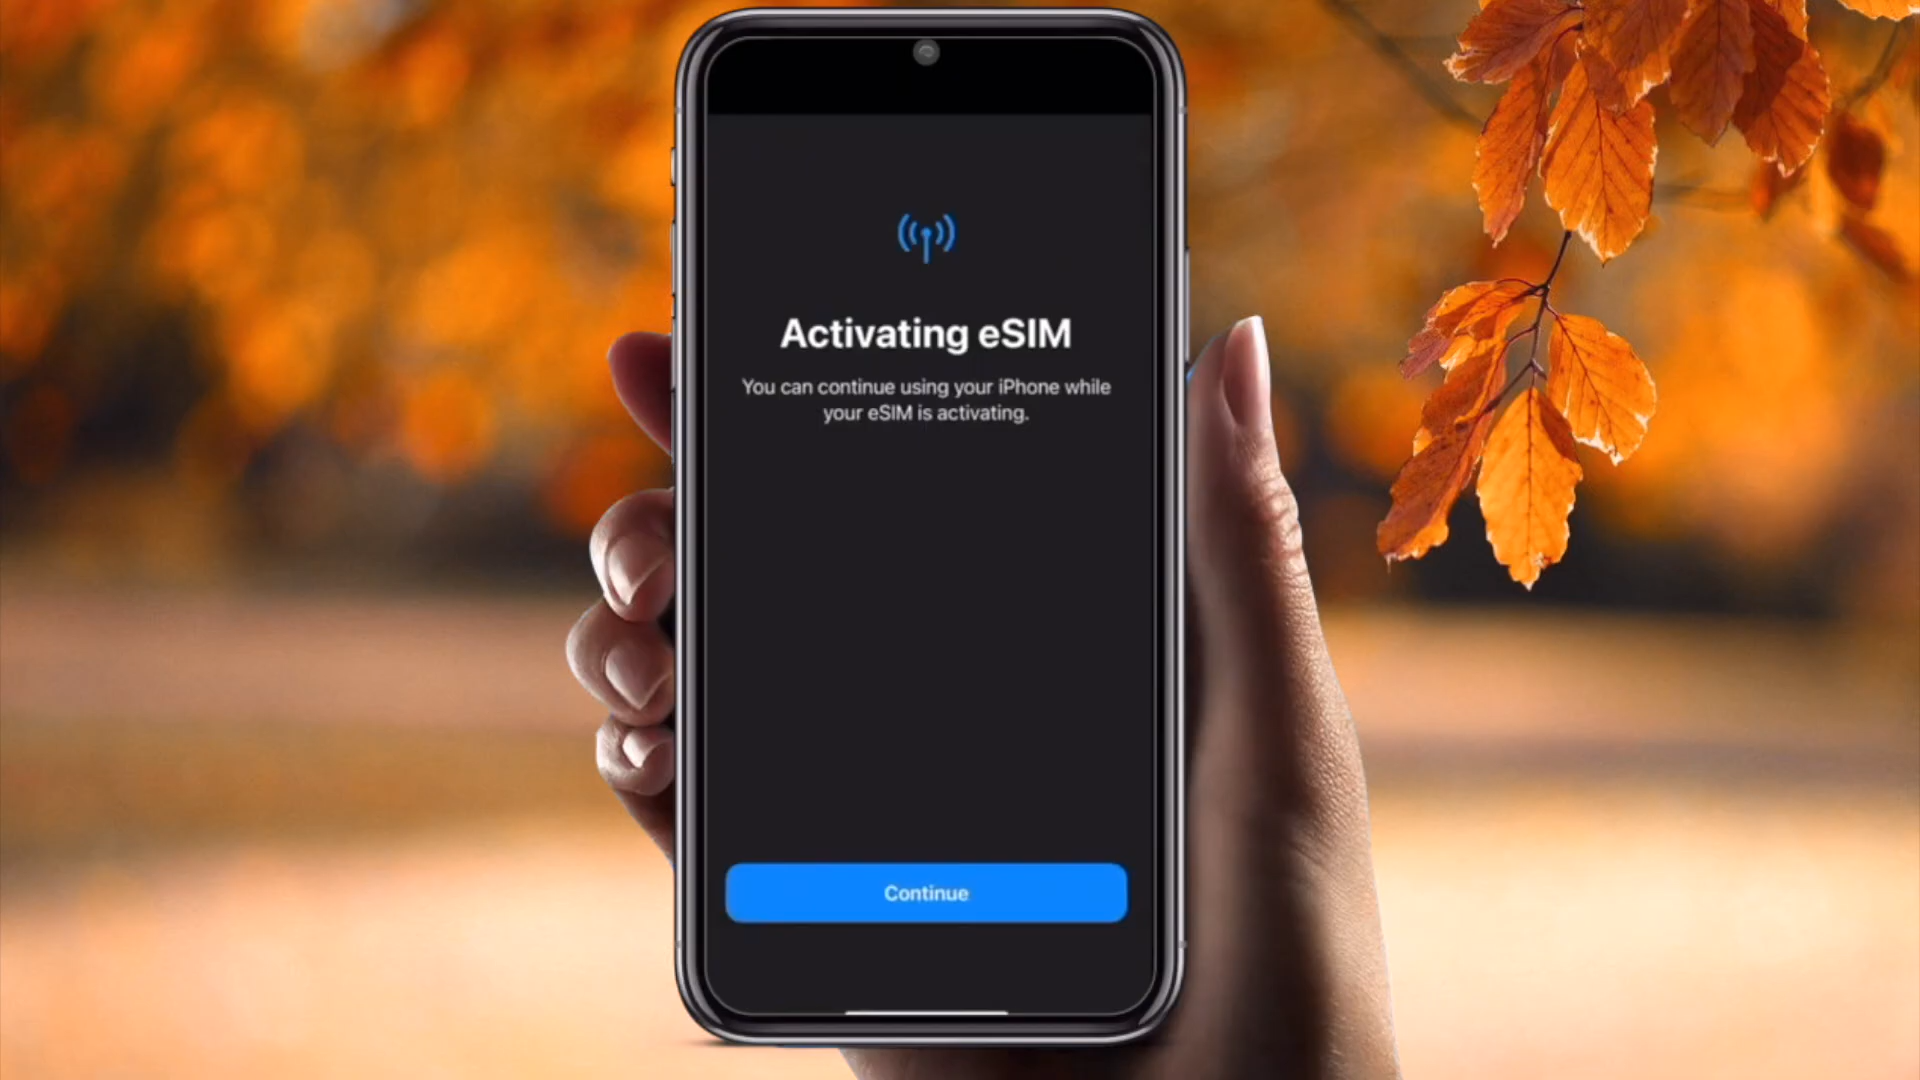 Activating eSIM
You can continue using your iPhone while
your eSIM is activating.
Continue